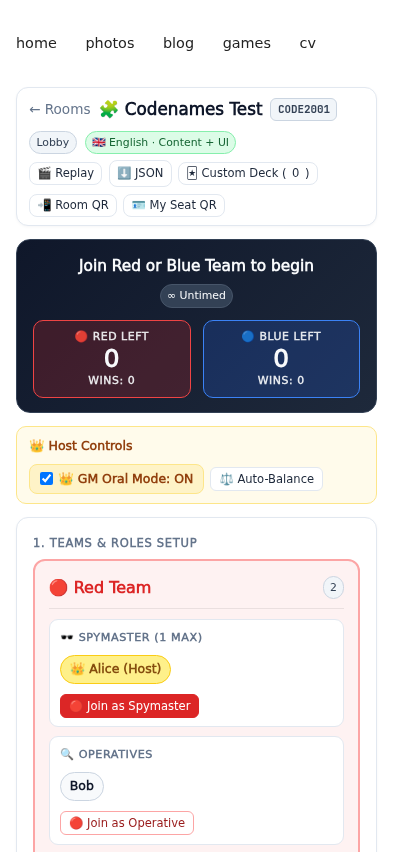 home photos blog games cv
← Rooms 🧩 Codenames Test CODE2001
Lobby 🇬🇧 English · Content + UI
🎬 Replay ⬇️ JSON 🃏 Custom Deck ( 0 )
📲 Room QR 🪪 My Seat QR
Join Red or Blue Team to begin
∞ Untimed
🔴 RED LEFT 🔵 BLUE LEFT
0 0
WINS: 0 WINS: 0
👑 Host Controls
👑 GM Oral Mode: ON ⚖️ Auto-Balance
1. TEAMS & ROLES SETUP
🔴 Red Team 2
🕶️ SPYMASTER (1 MAX)
👑 Alice (Host)
🔴 Join as Spymaster
🔍 OPERATIVES
Bob
🔴 Join as Operative